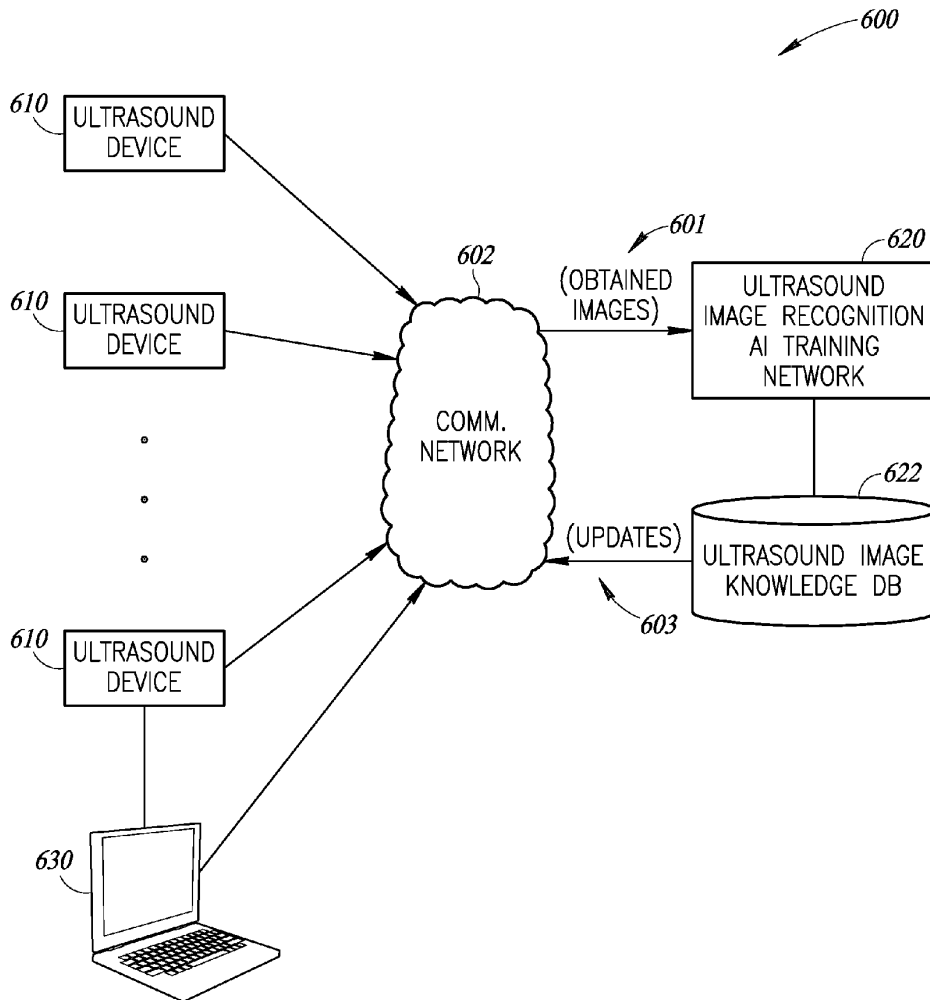 600
610
ULTRASOUND
DEVICE
610
ULTRASOUND
DEVICE
602
COMM.
NETWORK
601
(OBTAINED
IMAGES)
620
ULTRASOUND
IMAGE RECOGNITION
AI TRAINING
NETWORK
622
(UPDATES)
603
ULTRASOUND IMAGE
KNOWLEDGE DB
610
ULTRASOUND
DEVICE
630